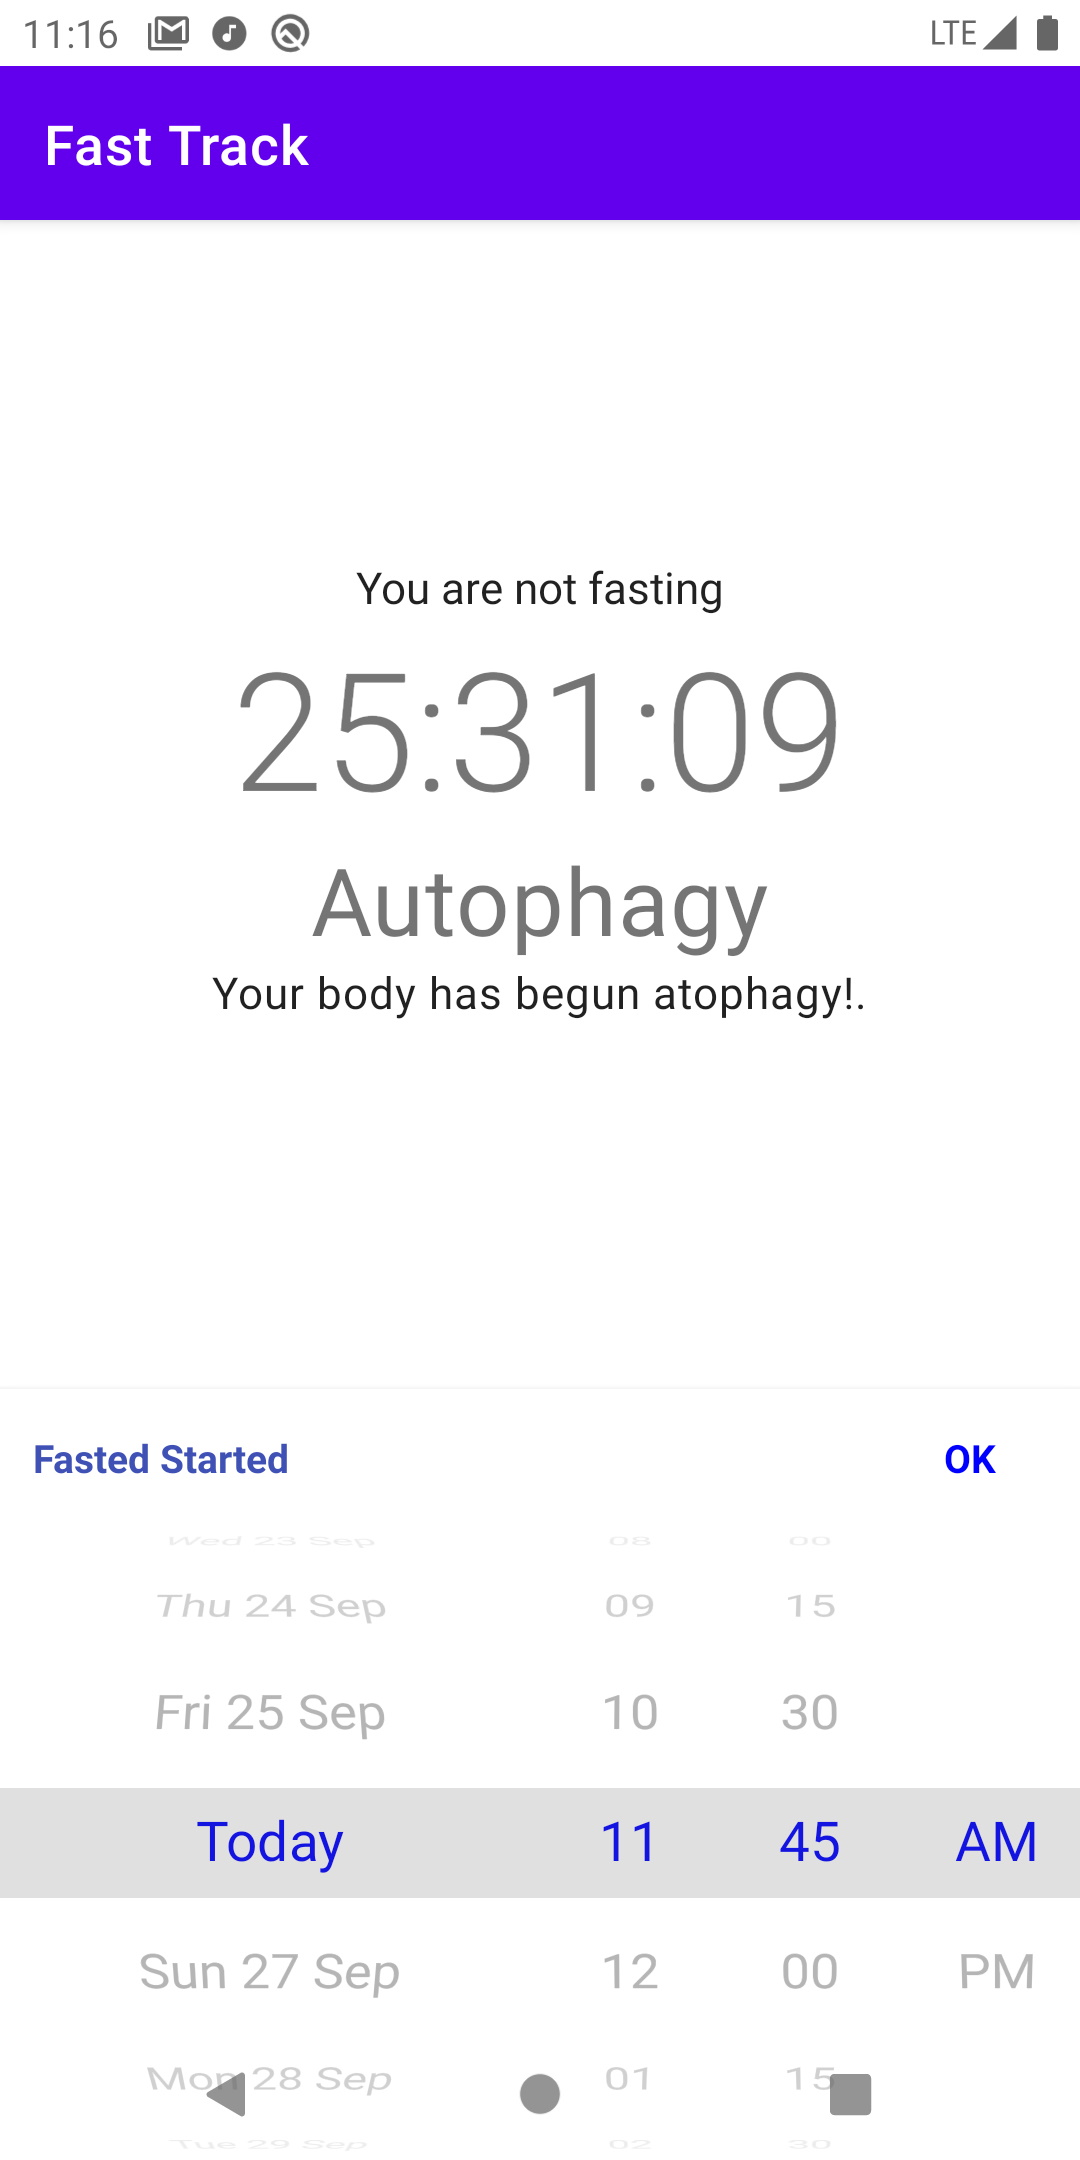 11:16 LTE
Fast Track
You are not fasting
25:31:09
Autophagy
Your body has begun atophagy!.
Fasted Started OK
Wed 23 Sep 08 00
Thu 24 Sep 09 15
Fri 25 Sep 10 30
Today 11 45 AM
Sun 27 Sep 12 00 PM
Mon 28 Sep 01 15
Tue 29 Sep 02 30